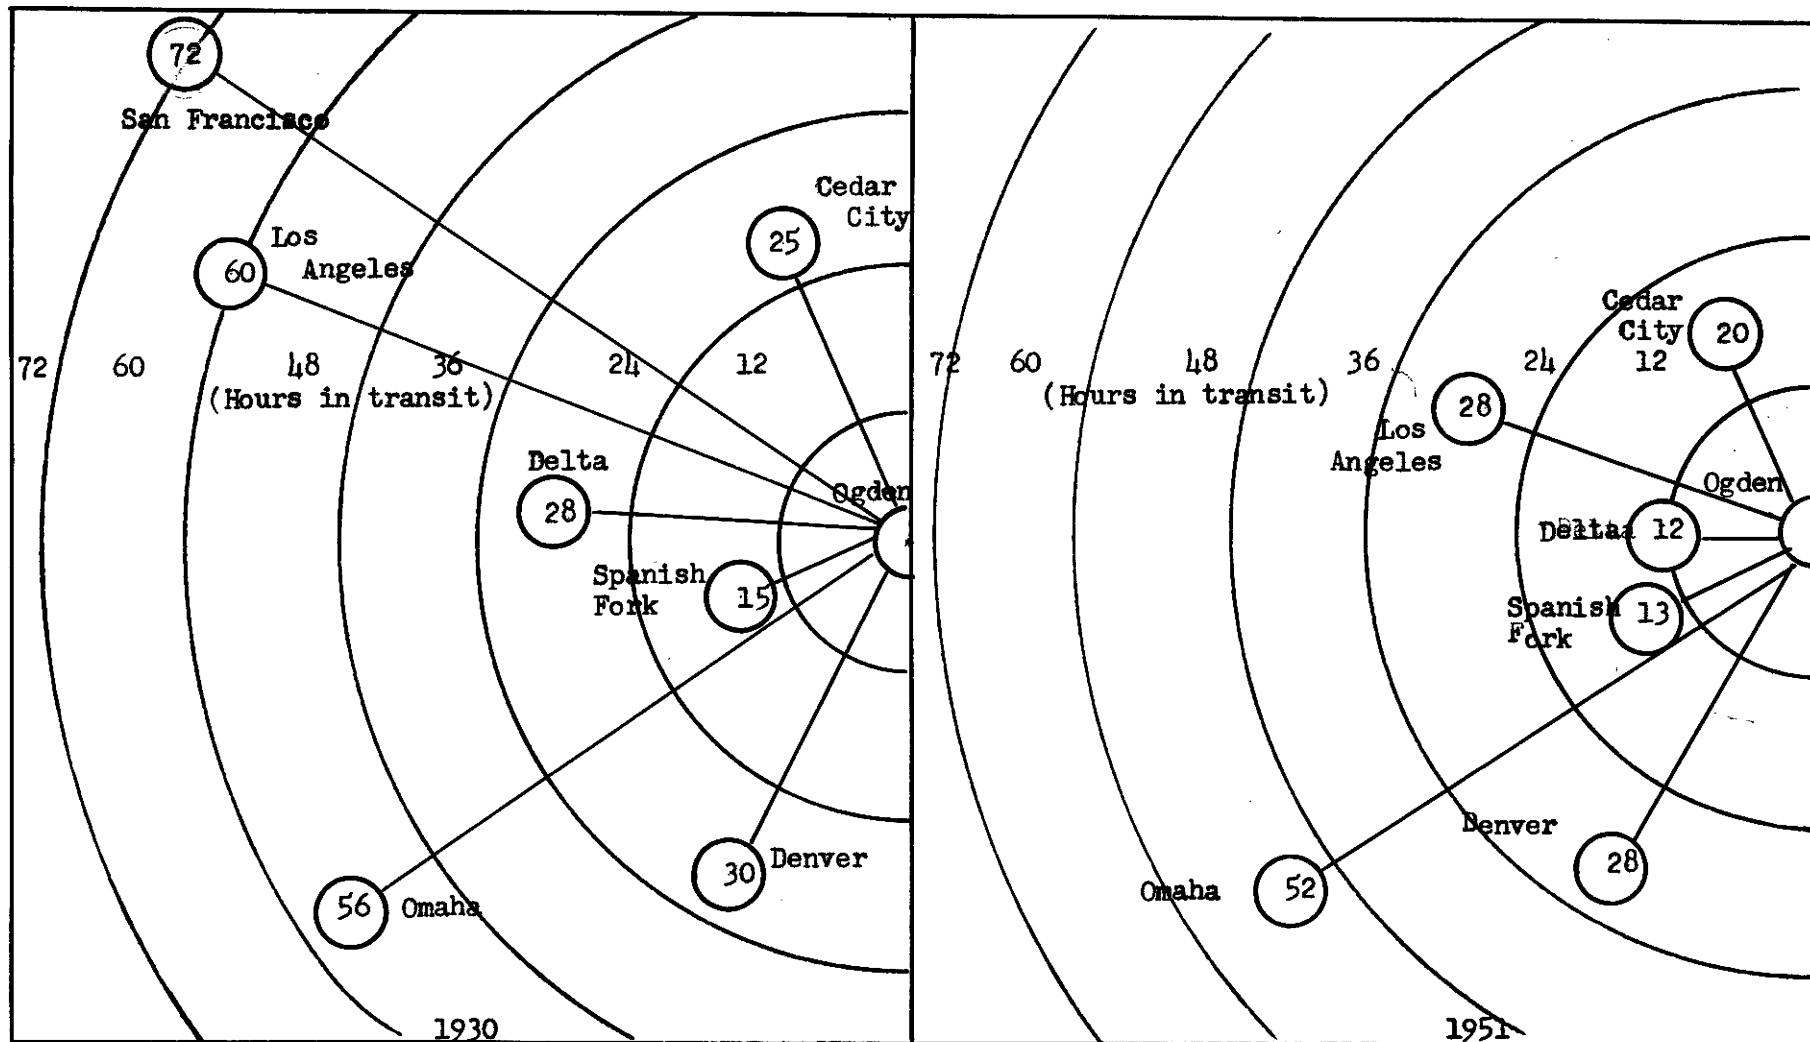 72
San Francisco
Cedar
City
25
Los
Angeles
60
72 60 48 36 24 12
(Hours in transit)
Delta
28
Ogden
Spanish
Fork
15
30
Denver
56
Omaha
1930
Cedar
City
20
72 60 48 36 24 12
(Hours in transit)
28
Los
Angeles
Ogden
Delta
12
Spanish
Fork
13
Denver
28
Omaha
52
1951